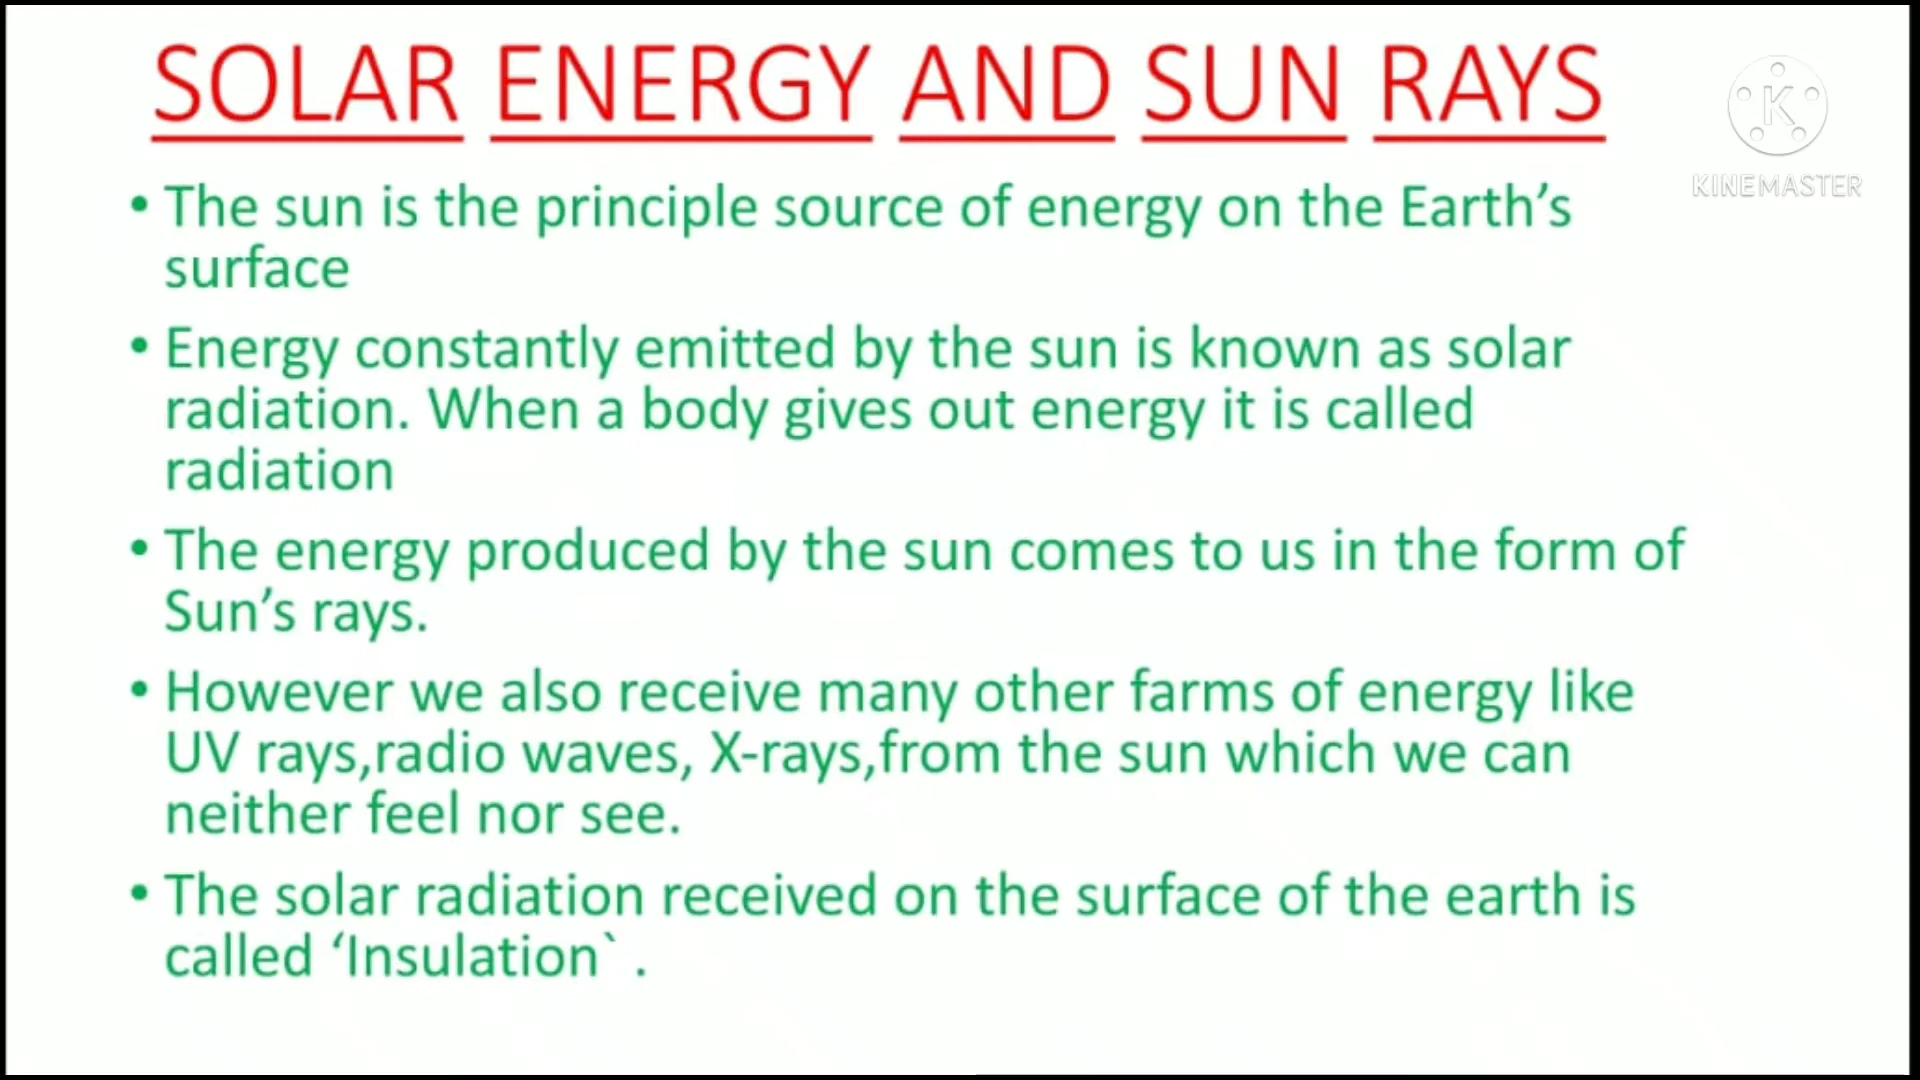 SOLAR ENERGY AND SUN RAYS
K
KINEMASTER
• The sun is the principle source of energy on the Earth’s
surface
• Energy constantly emitted by the sun is known as solar
radiation. When a body gives out energy it is called
radiation
• The energy produced by the sun comes to us in the form of
Sun’s rays.
• However we also receive many other farms of energy like
UV rays,radio waves, X-rays,from the sun which we can
neither feel nor see.
• The solar radiation received on the surface of the earth is
called ‘Insulation` .